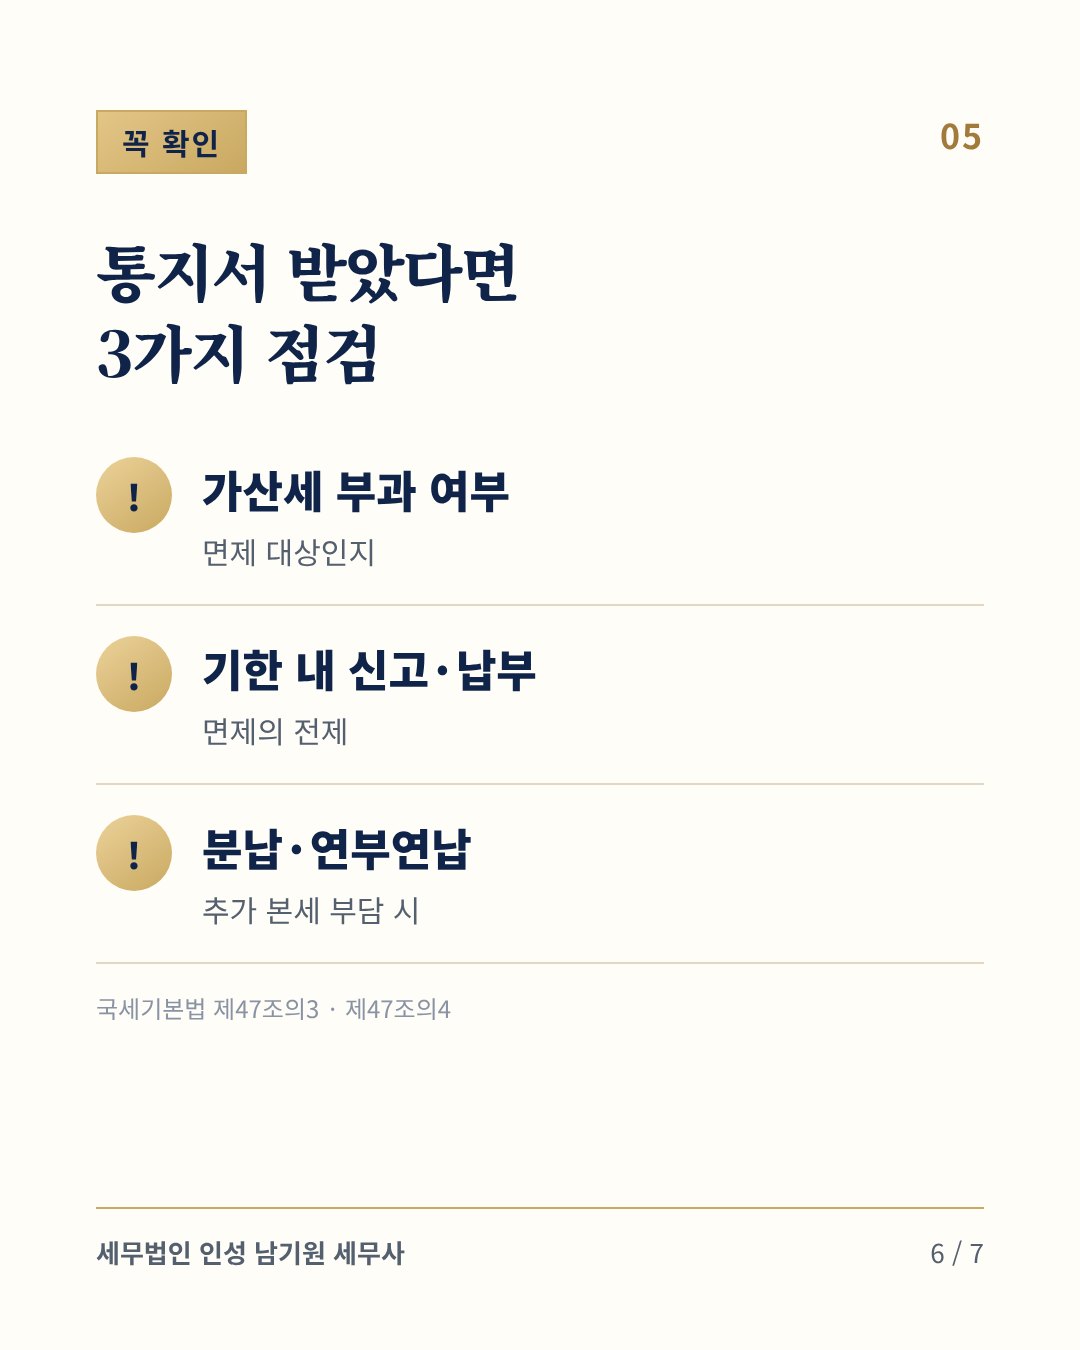 꼭 확인
05
통지서 받았다면
3가지 점검
!
가산세 부과 여부
면제 대상인지
!
기한 내 신고·납부
면제의 전제
!
분납·연부연납
추가 본세 부담 시
국세기본법 제47조의3 · 제47조의4
세무법인 인성 남기원 세무사
6 / 7